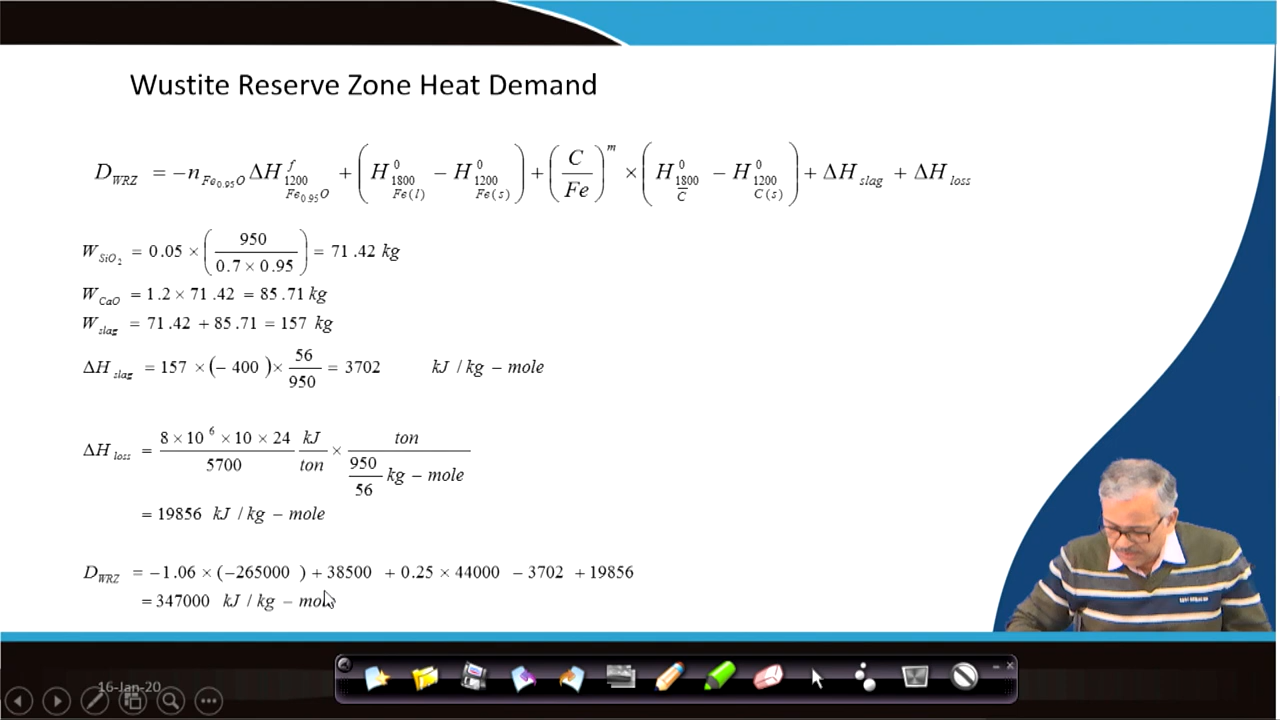 Wustite Reserve Zone Heat Demand
D_WRZ = −n_Fe0.95O ΔH^f_1200 Fe0.95O + (H^0_1800 Fe(l) − H^0_1200 Fe(s)) + (C/Fe)^m × (H^0_1800 C − H^0_1200 C(s)) + ΔH_slag + ΔH_loss
W_SiO2 = 0.05 × (950 / 0.7 × 0.95) = 71.42 kg
W_CaO = 1.2 × 71.42 = 85.71 kg
W_slag = 71.42 + 85.71 = 157 kg
ΔH_slag = 157 × (−400) × 56/950 = 3702 kJ / kg − mole
ΔH_loss = 8 × 10^6 × 10 × 24 / 5700 kJ/ton × ton / (950/56 kg − mole)
= 19856 kJ / kg − mole
D_WRZ = −1.06 × (−265000) + 38500 + 0.25 × 44000 − 3702 + 19856
= 347000 kJ / kg − mole
16-Jan-20